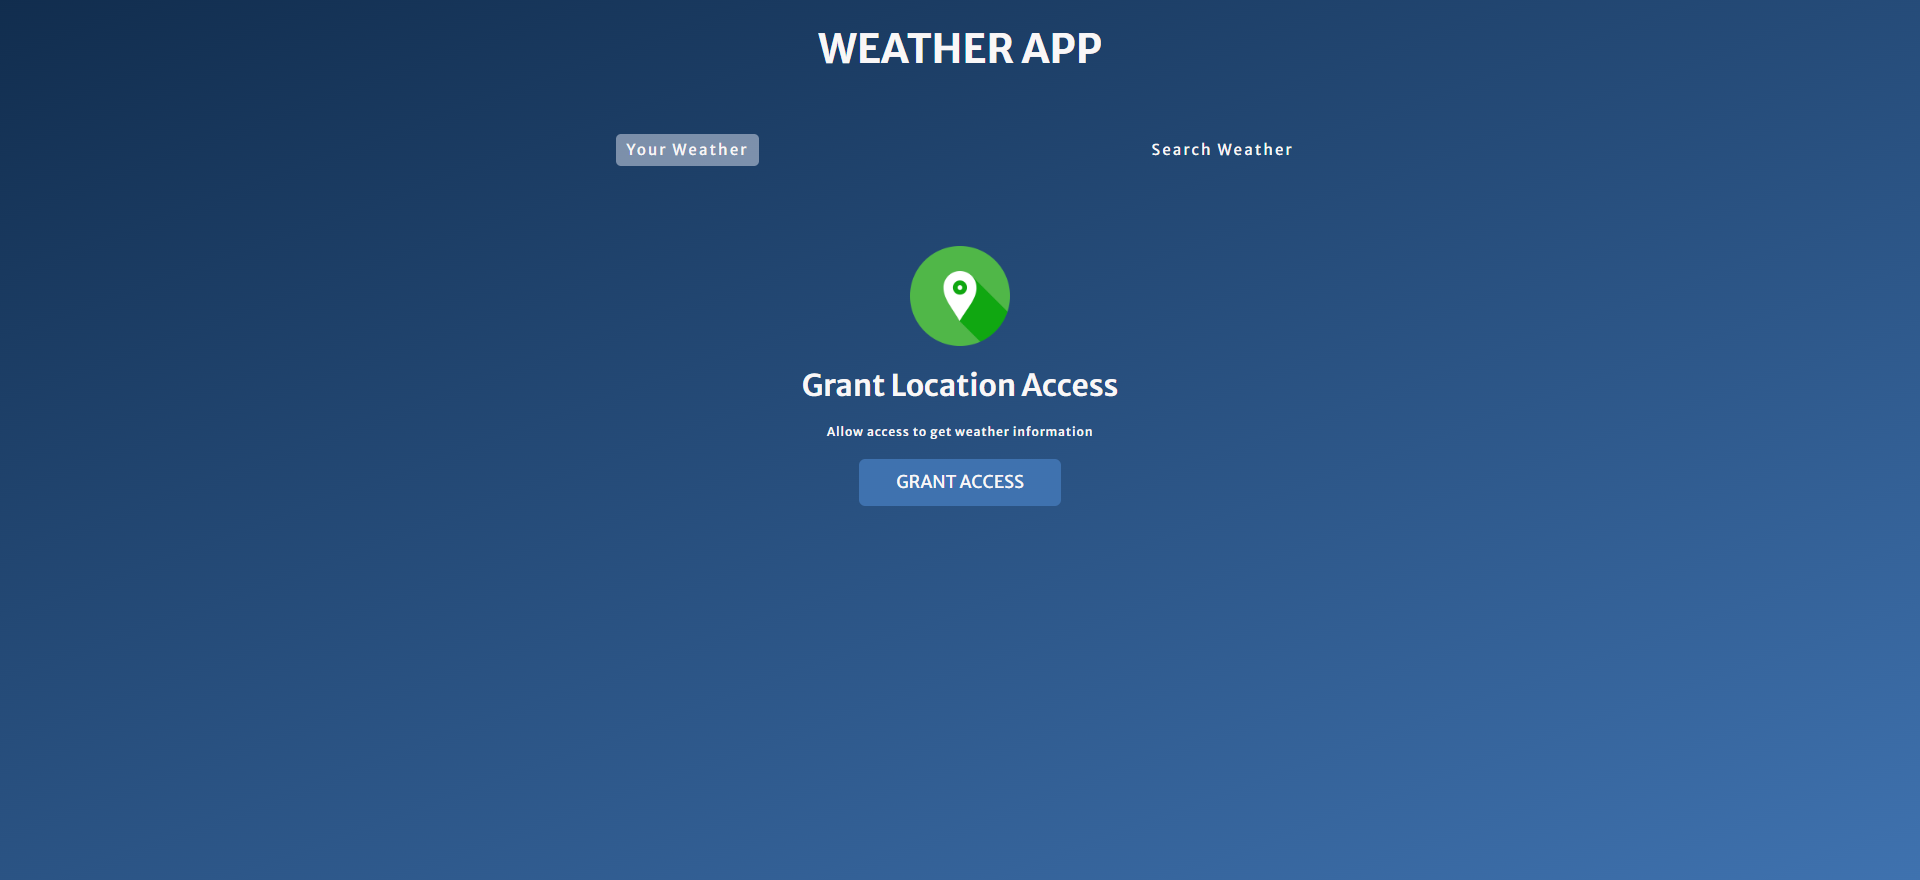 WEATHER APP
Your Weather
Search Weather
Grant Location Access
Allow access to get weather information
GRANT ACCESS